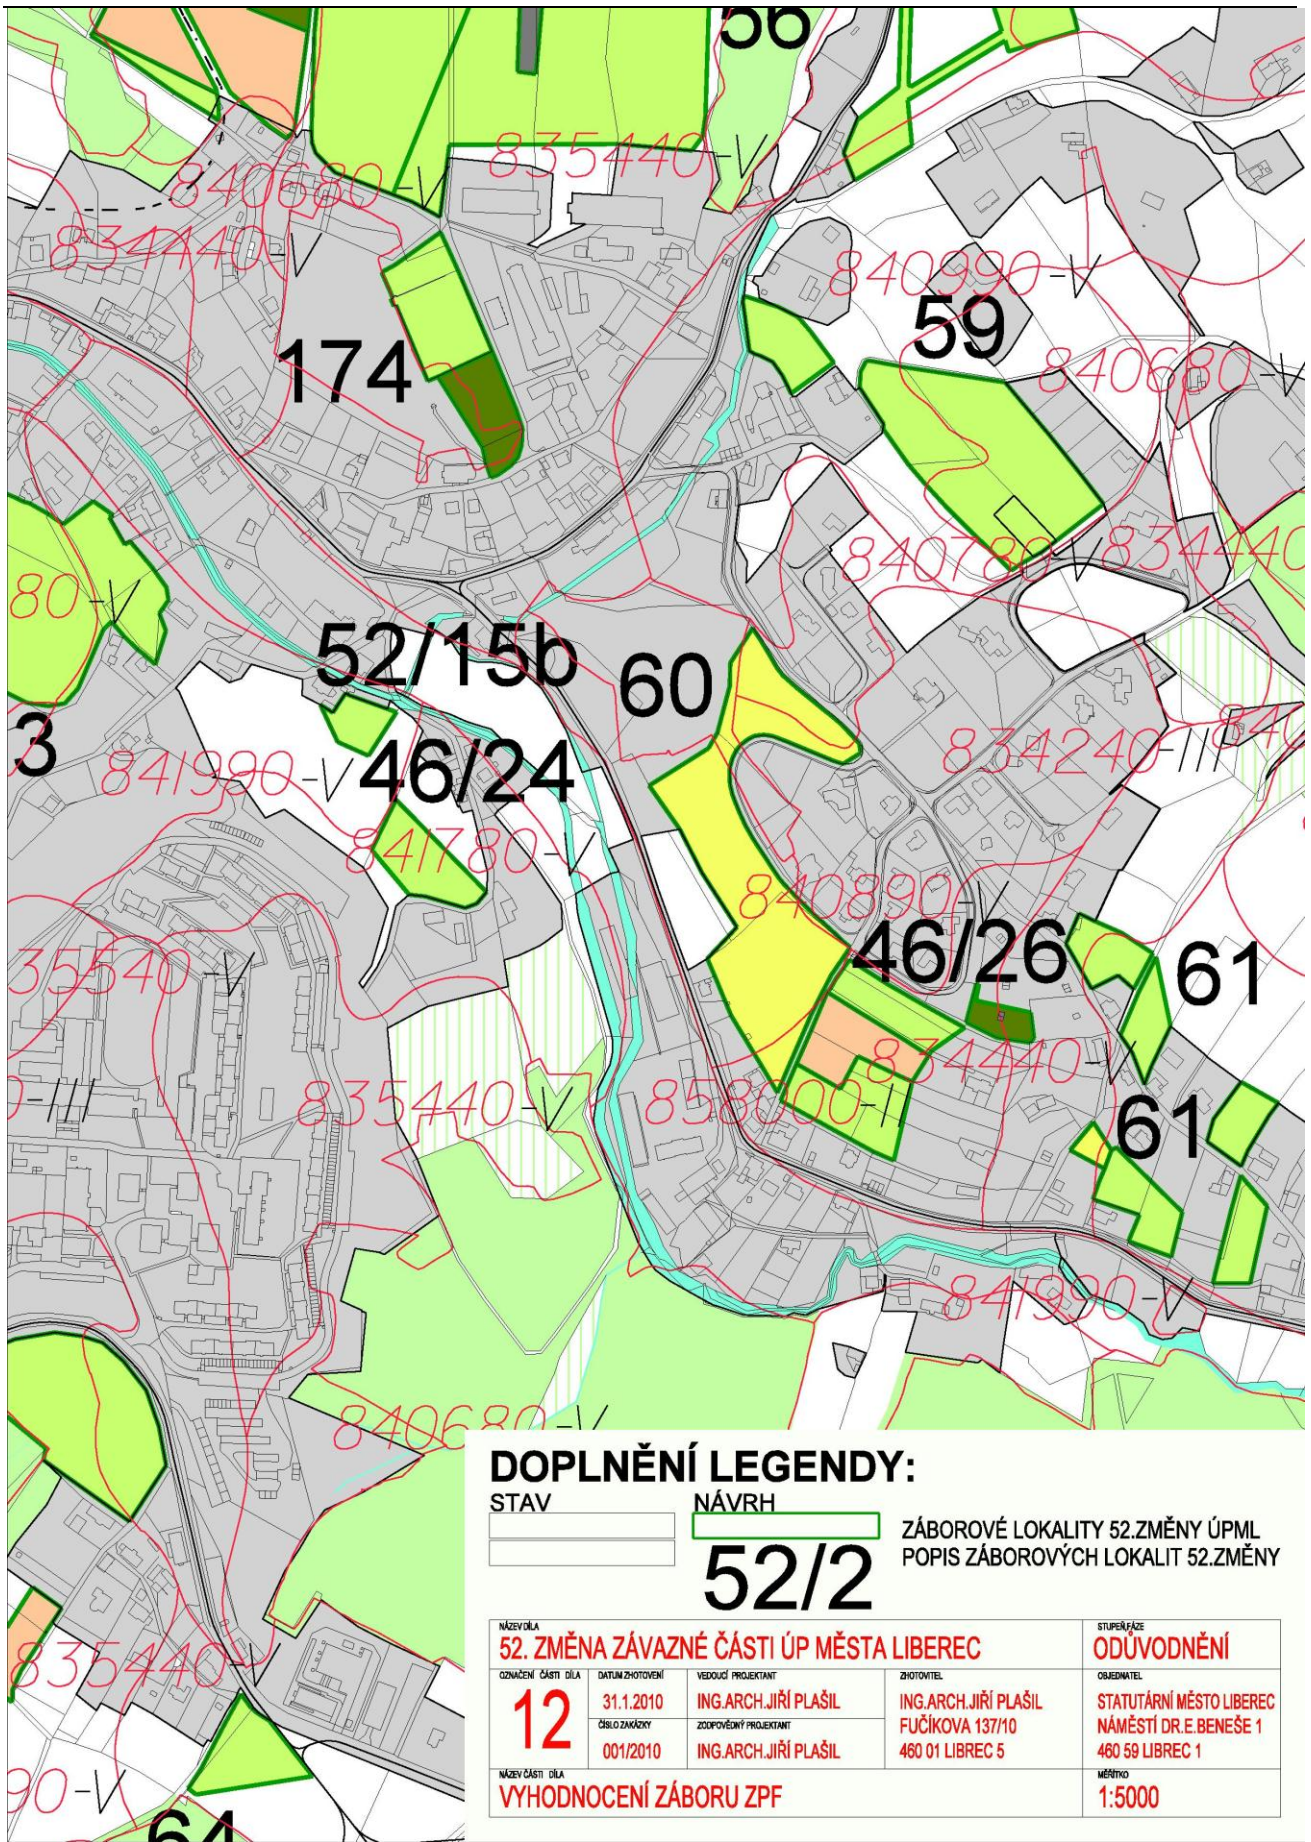 56
835440-V
840680-V
834440-V
840990-V
59
174
840680-V
840780-V
834440
80-V
52/15b
60
3
841990-V
46/24
834240-III
841780-V
840890-V
46/26
61
35540-V
834440-V
-III
835440-V
858000-II
61
841990-V
840680-V
835440-V
90-V
64
DOPLNĚNÍ LEGENDY:
STAV
NÁVRH
ZÁBOROVÉ LOKALITY 52.ZMĚNY ÚPML
52/2
POPIS ZÁBOROVÝCH LOKALIT 52.ZMĚNY
NÁZEV DÍLA
52. ZMĚNA ZÁVAZNÉ ČÁSTI ÚP MĚSTA LIBEREC
STUPEŇ,FÁZE
ODŮVODNĚNÍ
OZNAČENÍ ČÁSTI DÍLA
12
DATUM ZHOTOVENÍ
31.1.2010
ČÍSLO ZAKÁZKY
001/2010
VEDOUCÍ PROJEKTANT
ING.ARCH.JIŘÍ PLAŠIL
ZODPOVĚDNÝ PROJEKTANT
ING.ARCH.JIŘÍ PLAŠIL
ZHOTOVITEL
ING.ARCH.JIŘÍ PLAŠIL
FUČÍKOVA 137/10
460 01 LIBREC 5
OBJEDNATEL
STATUTÁRNÍ MĚSTO LIBEREC
NÁMĚSTÍ DR.E.BENEŠE 1
460 59 LIBREC 1
NÁZEV ČÁSTI DÍLA
VYHODNOCENÍ ZÁBORU ZPF
MĚŘÍTKO
1:5000